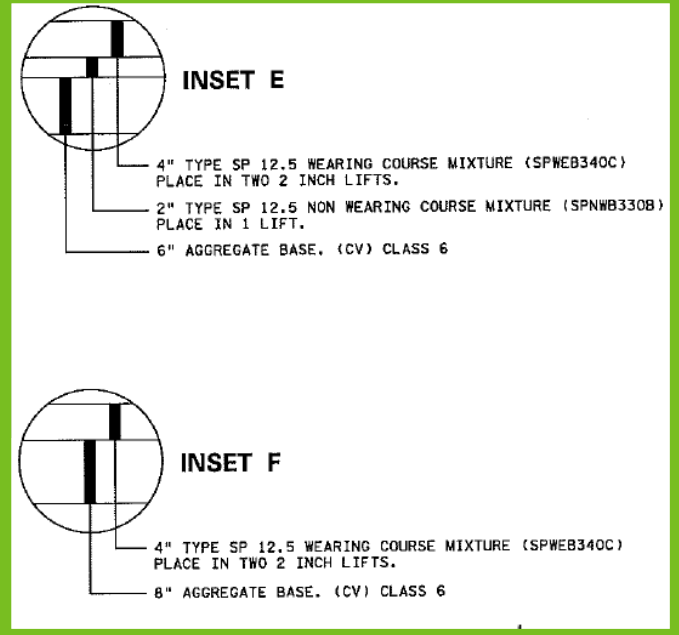 INSET E
4" TYPE SP 12.5 WEARING COURSE MIXTURE (SPWEB340C)
PLACE IN TWO 2 INCH LIFTS.
2" TYPE SP 12.5 NON WEARING COURSE MIXTURE (SPNWB330B)
PLACE IN 1 LIFT.
6" AGGREGATE BASE. (CV) CLASS 6
INSET F
4" TYPE SP 12.5 WEARING COURSE MIXTURE (SPWEB340C)
PLACE IN TWO 2 INCH LIFTS.
8" AGGREGATE BASE. (CV) CLASS 6